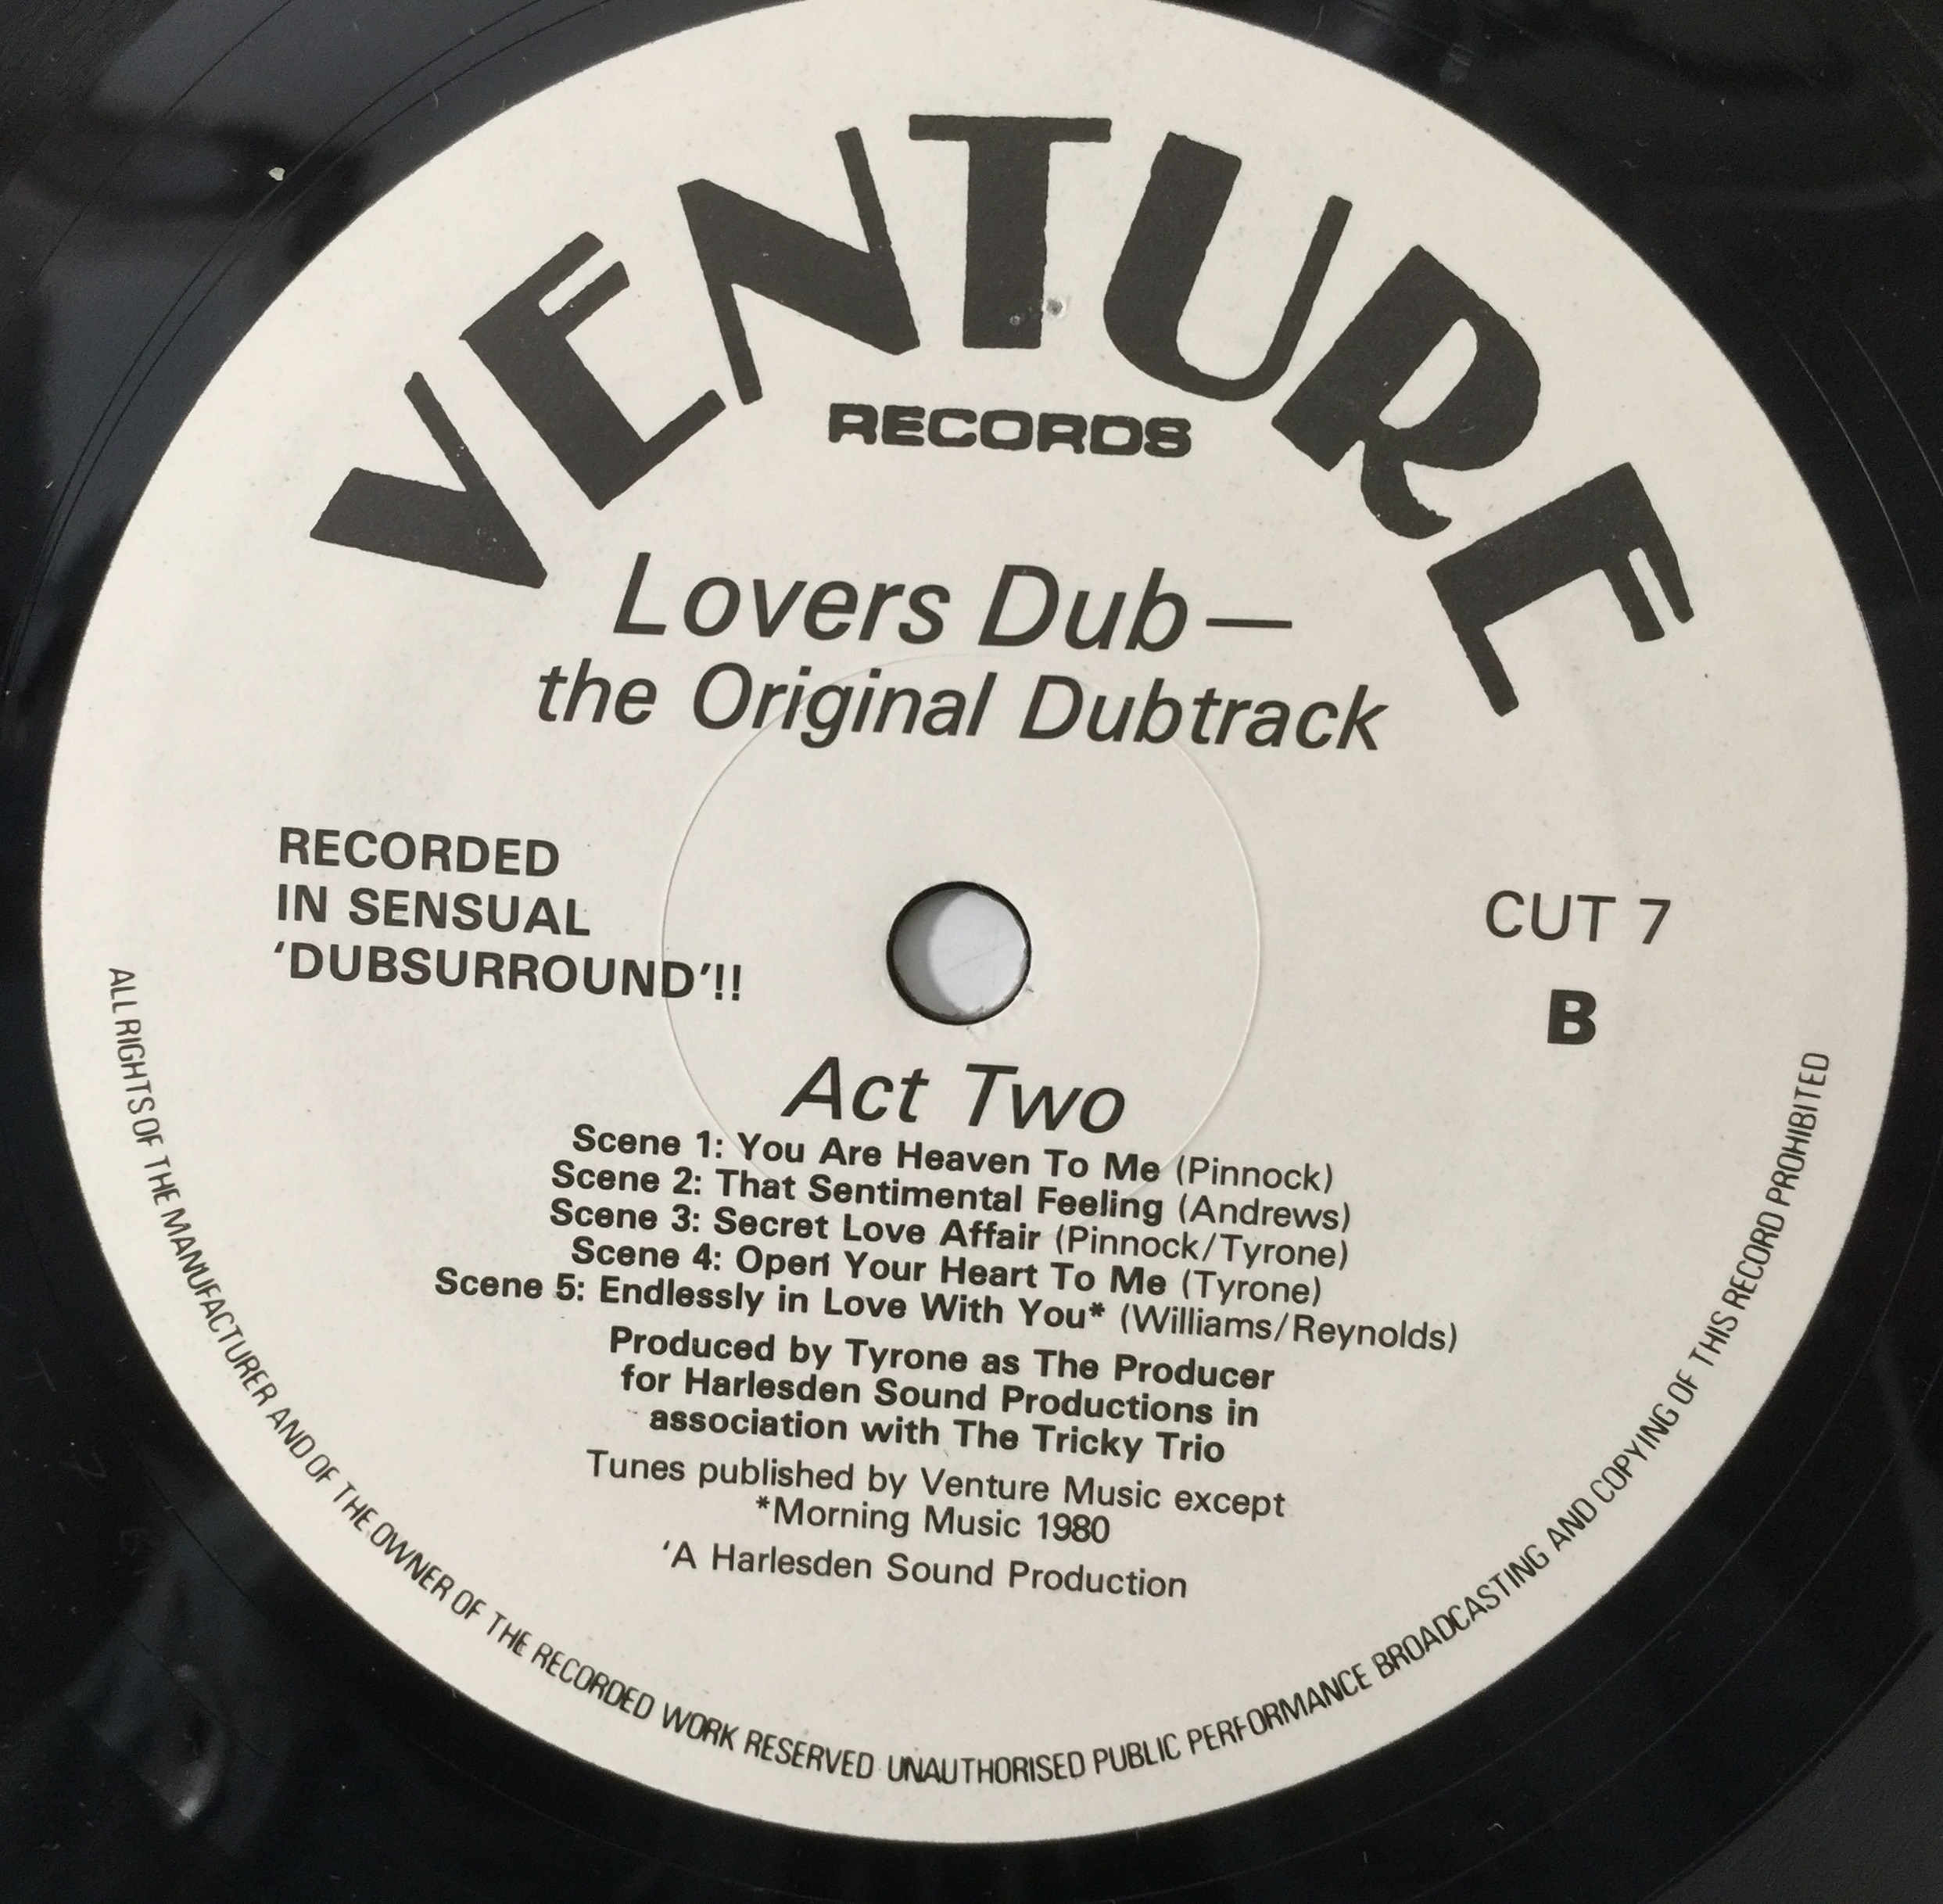 VENTURE
RECORDS
Lovers Dub—
the Original Dubtrack
RECORDED
IN SENSUAL
‘DUBSURROUND’!!
CUT 7
B
Act Two
Scene 1: You Are Heaven To Me (Pinnock)
Scene 2: That Sentimental Feeling (Andrews)
Scene 3: Secret Love Affair (Pinnock/Tyrone)
Scene 4: Open Your Heart To Me (Tyrone)
Scene 5: Endlessly in Love With You* (Williams/Reynolds)
Produced by Tyrone as The Producer
for Harlesden Sound Productions in
association with The Tricky Trio
Tunes published by Venture Music except
*Morning Music 1980
‘A Harlesden Sound Production
ALL RIGHTS OF THE MANUFACTURER AND OF THE OWNER OF THE RECORDED WORK RESERVED UNAUTHORISED PUBLIC PERFORMANCE BROADCASTING AND COPYING OF THIS RECORD PROHIBITED